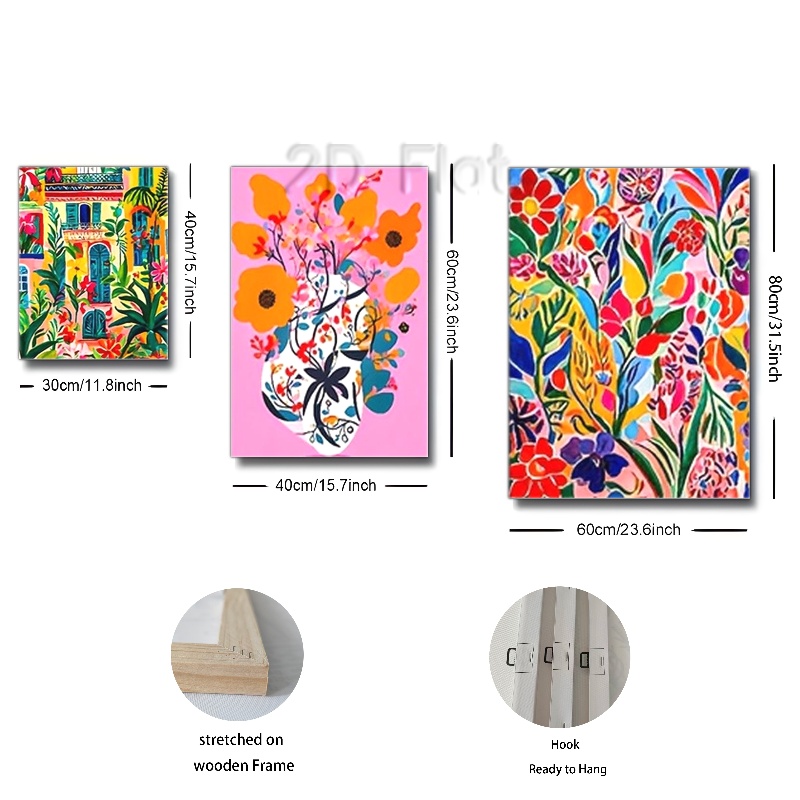 2D Flat
40cm/15.7inch
30cm/11.8inch
60cm/23.6inch
40cm/15.7inch
80cm/31.5inch
60cm/23.6inch
stretched on
wooden Frame
Hook
Ready to Hang